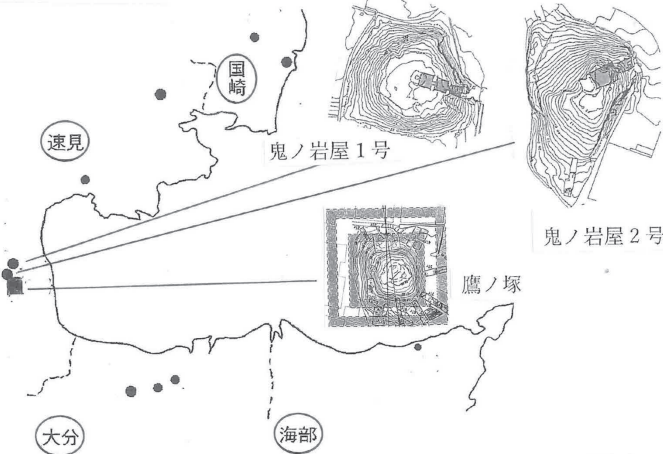 国崎
速見
鬼ノ岩屋1号
鬼ノ岩屋2号
鷹ノ塚
大分
海部